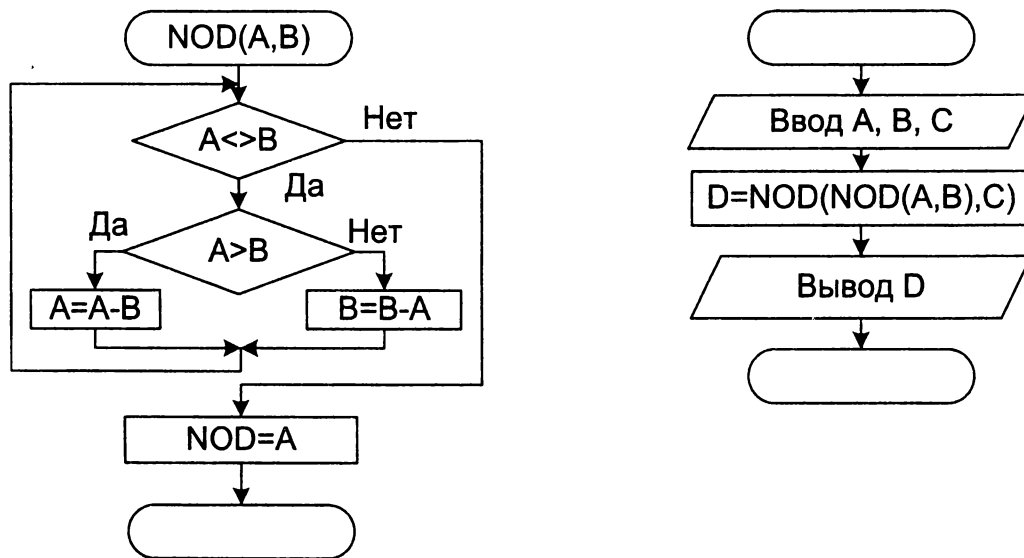 NOD(A,B)
A<>B
Нет
Да
Да
A>B
Нет
A=A-B
B=B-A
NOD=A
Ввод A, B, C
D=NOD(NOD(A,B),C)
Вывод D